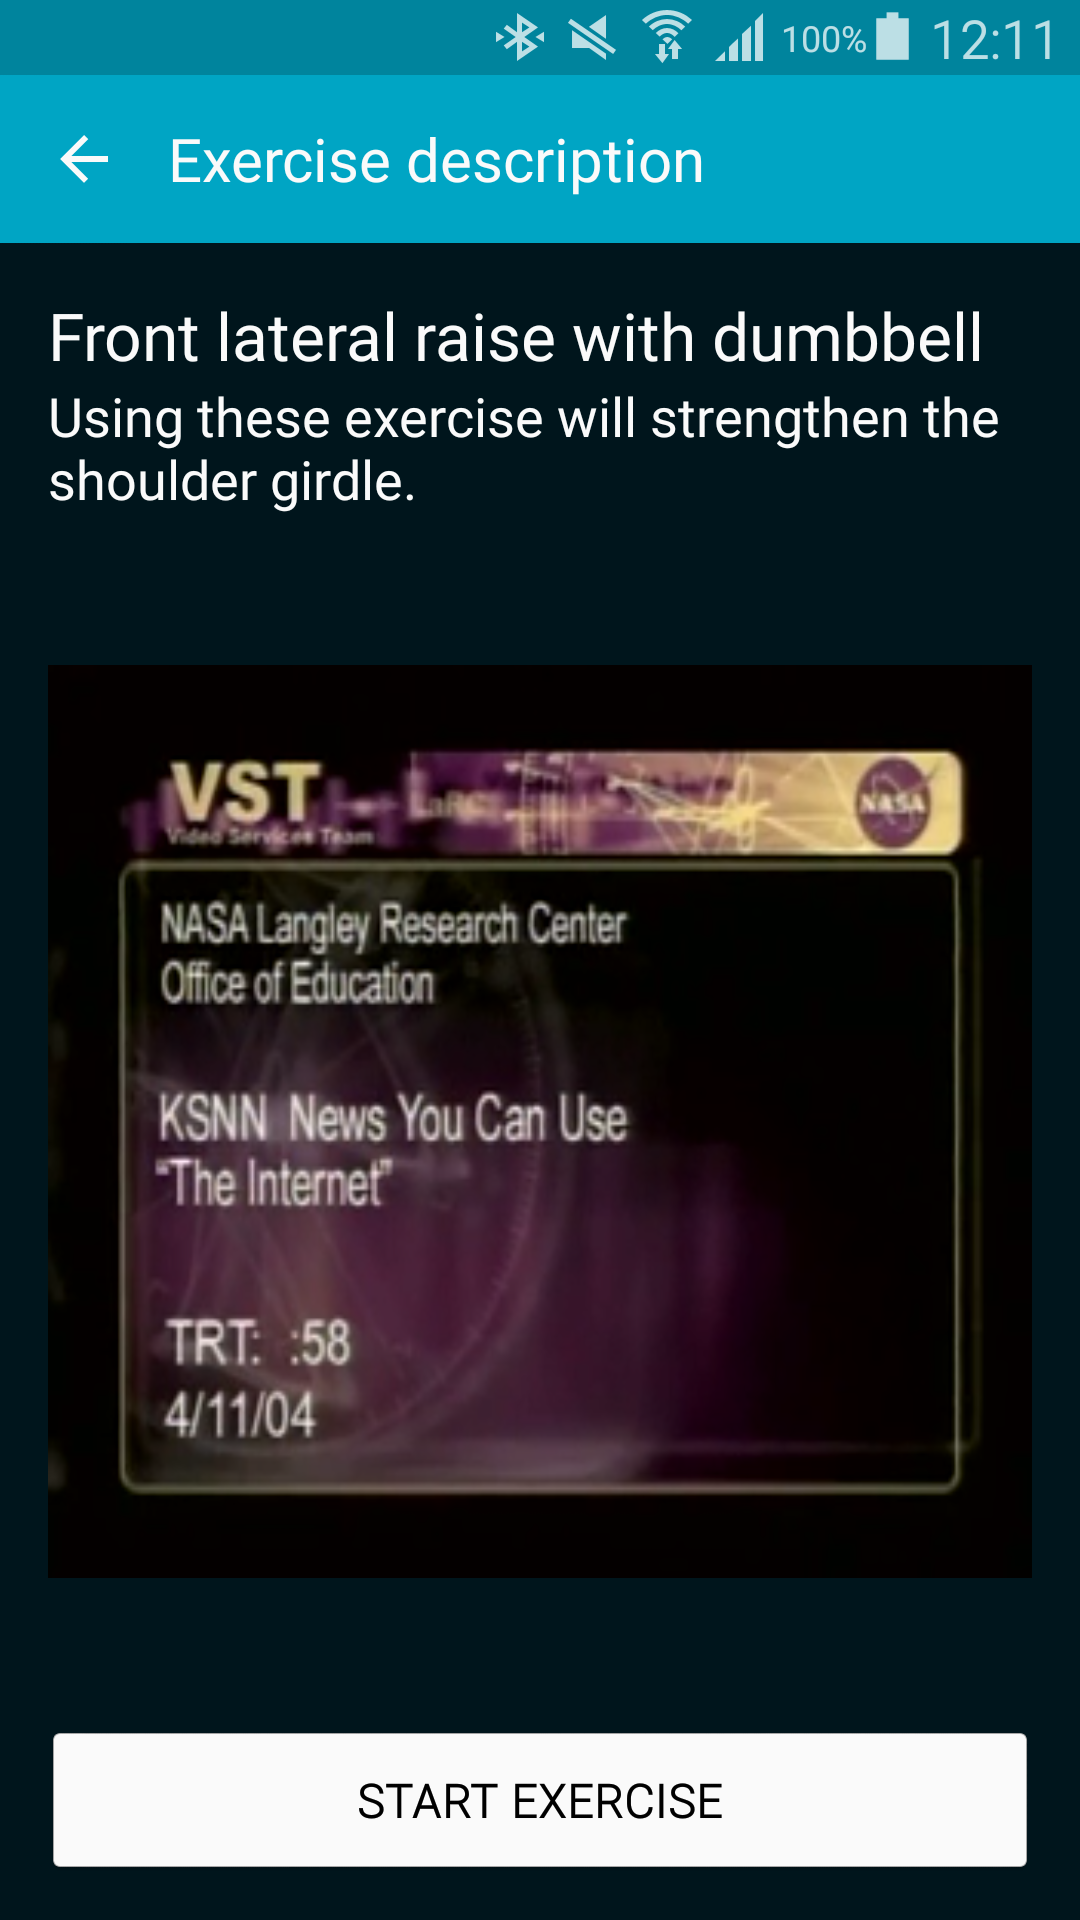 100% 12:11
Exercise description
Front lateral raise with dumbbell
Using these exercise will strengthen the
shoulder girdle.
VST LaRC NASA
Video Services Team
NASA Langley Research Center
Office of Education
KSNN News You Can Use
“The Internet”
TRT: :58
4/11/04
START EXERCISE